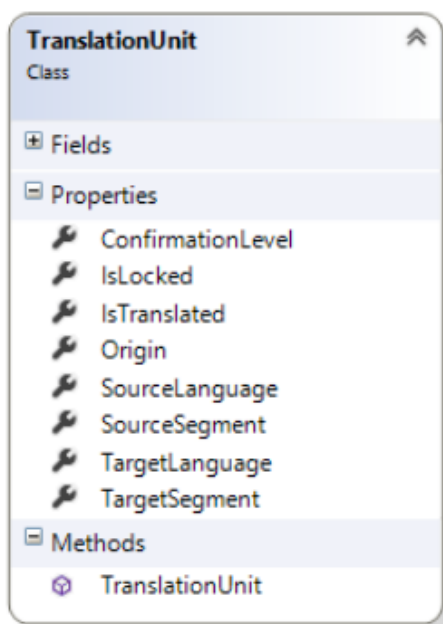 TranslationUnit
Class
Fields
Properties
ConfirmationLevel
IsLocked
IsTranslated
Origin
SourceLanguage
SourceSegment
TargetLanguage
TargetSegment
Methods
TranslationUnit